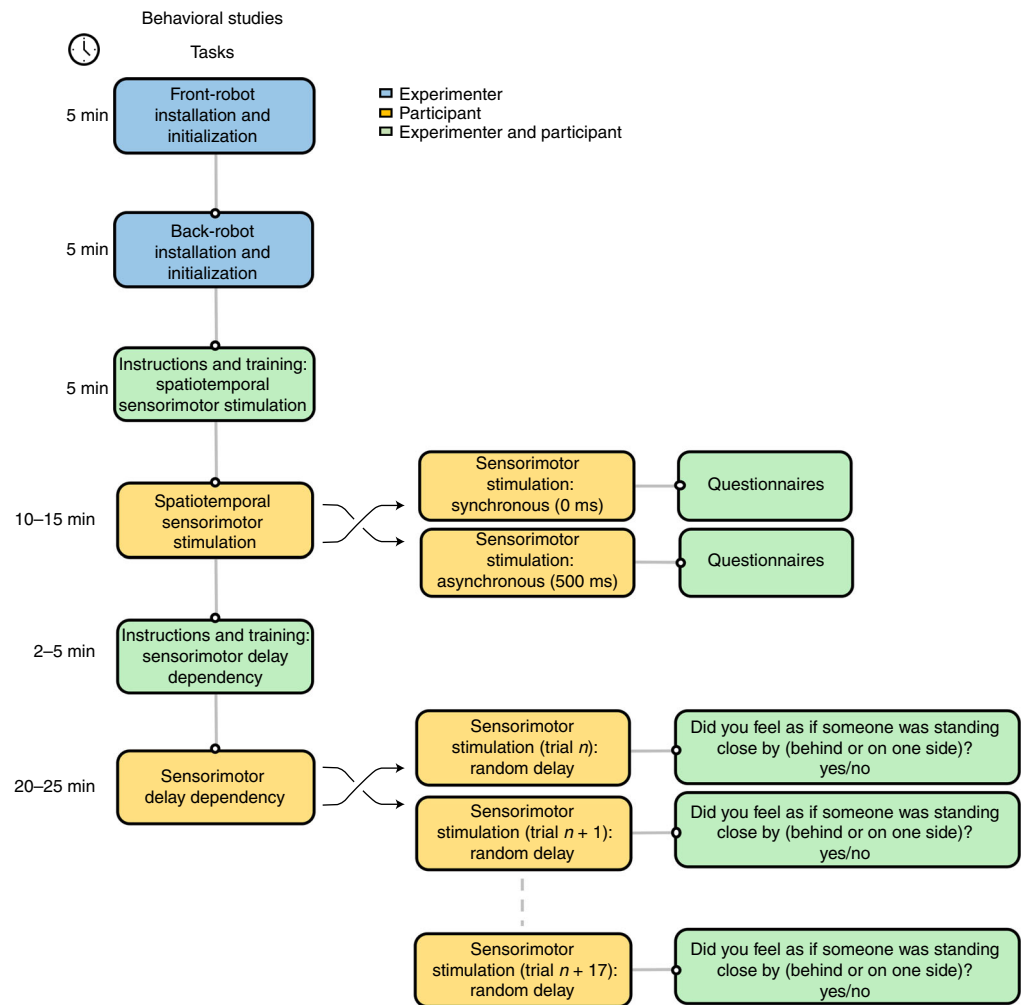 Behavioral studies
Tasks
5 min
Front-robot
installation and
initialization
Experimenter
Participant
Experimenter and participant
5 min
Back-robot
installation and
initialization
5 min
Instructions and training:
spatiotemporal
sensorimotor stimulation
10–15 min
Spatiotemporal
sensorimotor
stimulation
Sensorimotor
stimulation:
synchronous (0 ms)
Questionnaires
Sensorimotor
stimulation:
asynchronous (500 ms)
Questionnaires
2–5 min
Instructions and training:
sensorimotor delay
dependency
20–25 min
Sensorimotor
delay dependency
Sensorimotor
stimulation (trial n):
random delay
Did you feel as if someone was standing
close by (behind or on one side)?
yes/no
Sensorimotor
stimulation (trial n + 1):
random delay
Did you feel as if someone was standing
close by (behind or on one side)?
yes/no
Sensorimotor
stimulation (trial n + 17):
random delay
Did you feel as if someone was standing
close by (behind or on one side)?
yes/no